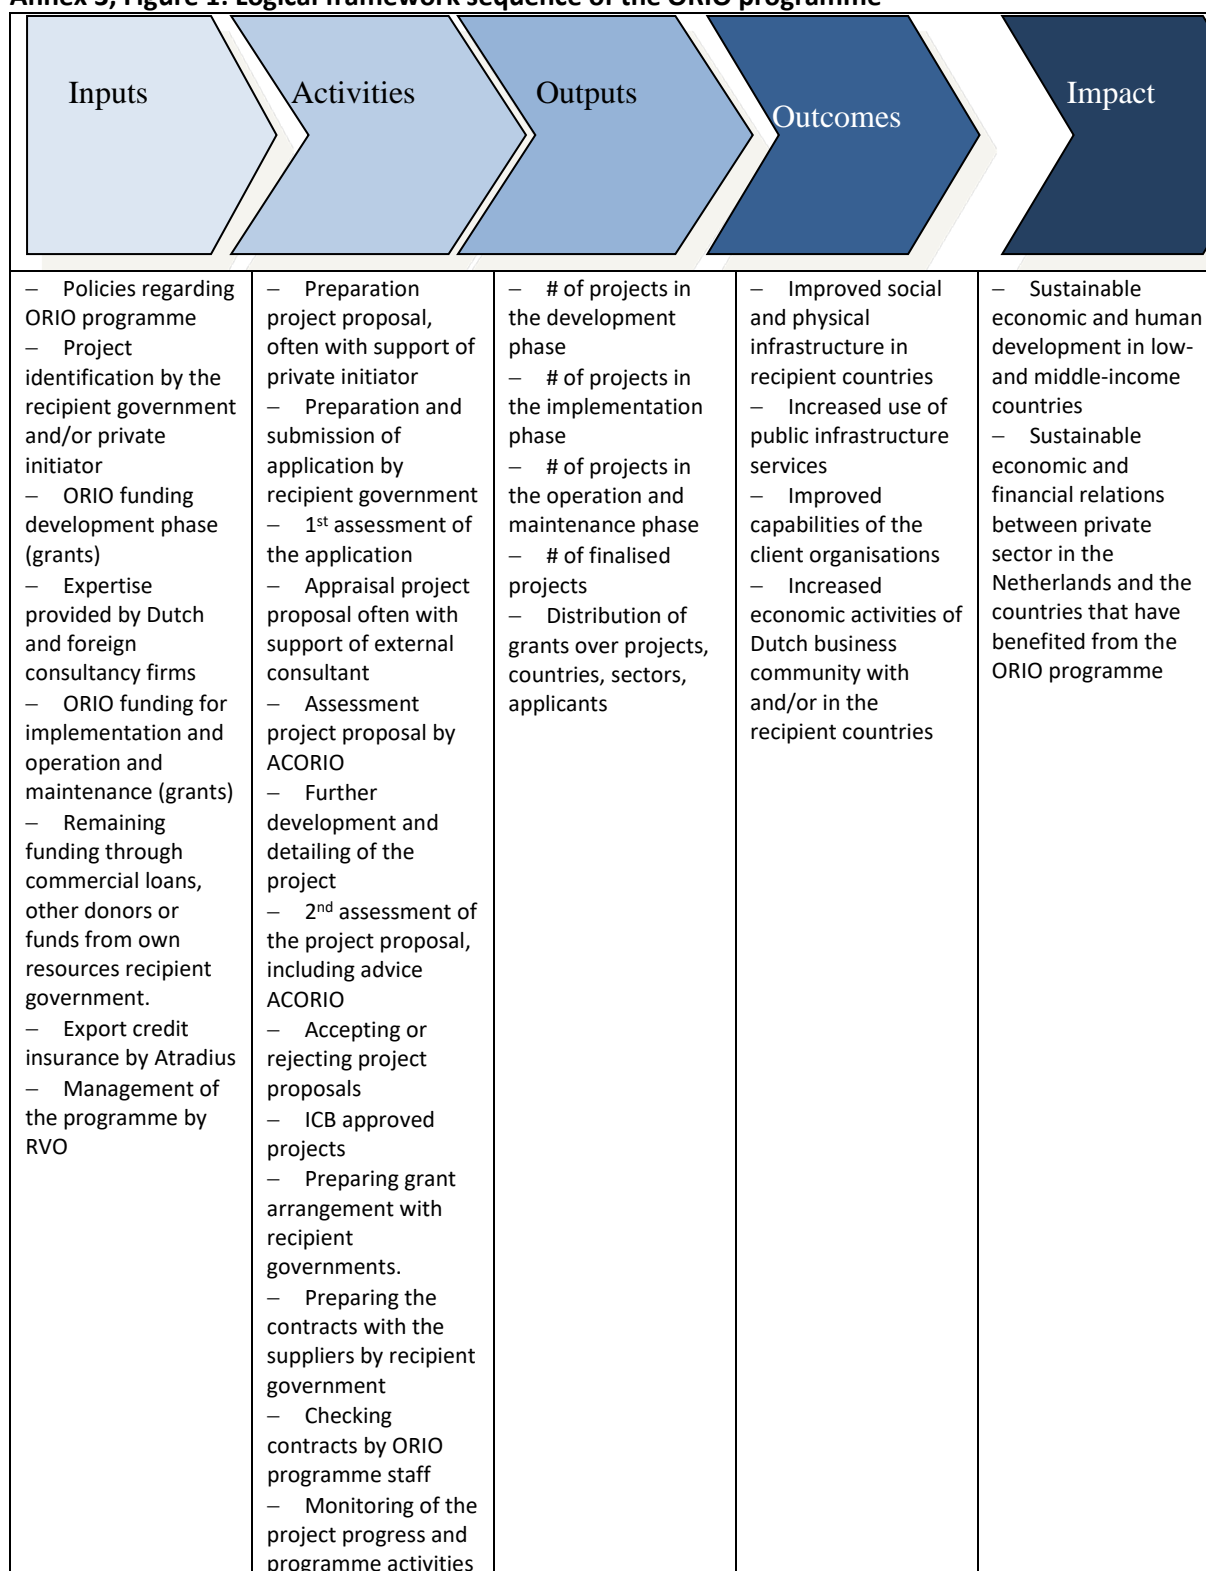 Annex 3, Figure 1: Logical framework sequence of the ORIO programme
Inputs
Activities
Outputs
Outcomes
Impact
– Policies regarding
ORIO programme
– Project
identification by the
recipient government
and/or private
initiator
– ORIO funding
development phase
(grants)
– Expertise
provided by Dutch
and foreign
consultancy firms
– ORIO funding for
implementation and
operation and
maintenance (grants)
– Remaining
funding through
commercial loans,
other donors or
funds from own
resources recipient
government.
– Export credit
insurance by Atradius
– Management of
the programme by
RVO
– Preparation
project proposal,
often with support of
private initiator
– Preparation and
submission of
application by
recipient government
– 1st assessment of
the application
– Appraisal project
proposal often with
support of external
consultant
– Assessment
project proposal by
ACORIO
– Further
development and
detailing of the
project
– 2nd assessment of
the project proposal,
including advice
ACORIO
– Accepting or
rejecting project
proposals
– ICB approved
projects
– Preparing grant
arrangement with
recipient
governments.
– Preparing the
contracts with the
suppliers by recipient
government
– Checking
contracts by ORIO
programme staff
– Monitoring of the
project progress and
programme activities
– # of projects in
the development
phase
– # of projects in
the implementation
phase
– # of projects in
the operation and
maintenance phase
– # of finalised
projects
– Distribution of
grants over projects,
countries, sectors,
applicants
– Improved social
and physical
infrastructure in
recipient countries
– Increased use of
public infrastructure
services
– Improved
capabilities of the
client organisations
– Increased
economic activities of
Dutch business
community with
and/or in the
recipient countries
– Sustainable
economic and human
development in low-
and middle-income
countries
– Sustainable
economic and
financial relations
between private
sector in the
Netherlands and the
countries that have
benefited from the
ORIO programme